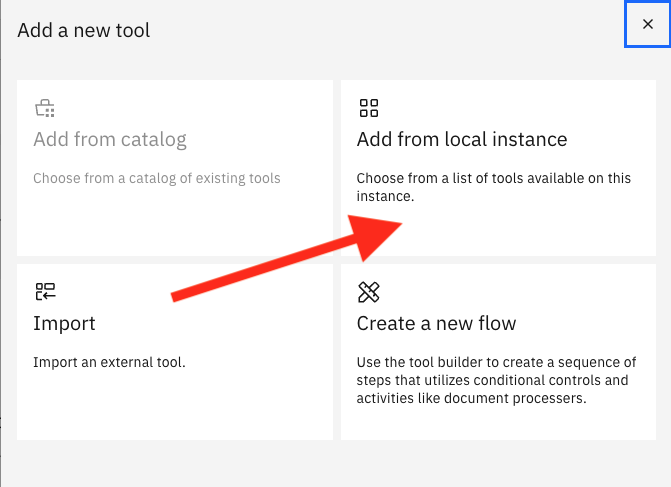 Add a new tool
Add from catalog
Choose from a catalog of existing tools
Add from local instance
Choose from a list of tools available on this
instance.
Import
Import an external tool.
Create a new flow
Use the tool builder to create a sequence of
steps that utilizes conditional controls and
activities like document processers.